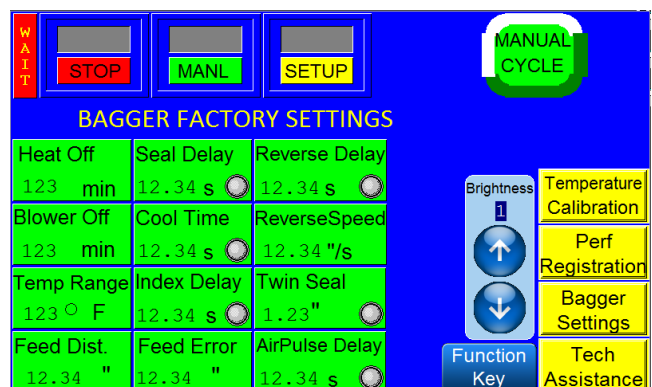 WAIT
STOP
MANL
SETUP
MANUAL
CYCLE
BAGGER FACTORY SETTINGS
Heat Off
123 min
Seal Delay
12.34 s
Reverse Delay
12.34 s
Blower Off
123 min
Cool Time
12.34 s
ReverseSpeed
12.34 "/s
Temp Range
123 ° F
Index Delay
12.34 s
Twin Seal
1.23"
Feed Dist.
12.34 "
Feed Error
12.34 "
AirPulse Delay
12.34 s
Brightness
1
Function
Key
Temperature
Calibration
Perf
Registration
Bagger
Settings
Tech
Assistance